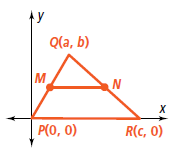 y
Q(a, b)
M
N
x
P(0, 0)
R(c, 0)